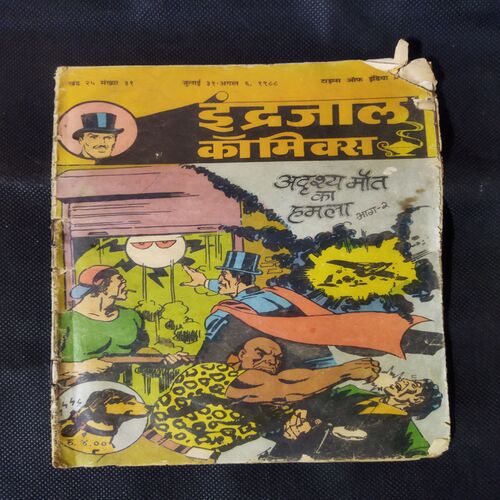 खंड २५ संख्या ३१
जुलाई ३१-अगस्त ६, १९८८
टाइम्स ऑफ इंडिया
इंद्रजाल
कॉमिक्स
अदृश्य मौत
का
हमला भाग-२